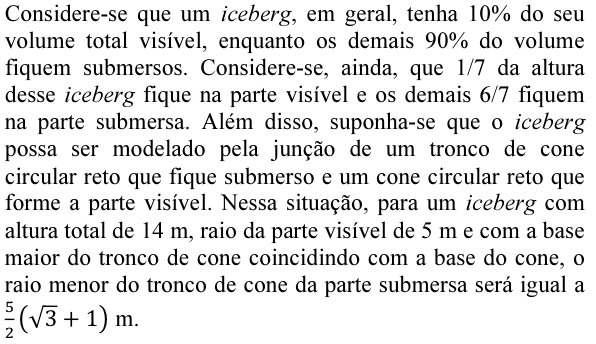 Considere-se que um iceberg, em geral, tenha 10% do seu
volume total visível, enquanto os demais 90% do volume
fiquem submersos. Considere-se, ainda, que 1/7 da altura
desse iceberg fique na parte visível e os demais 6/7 fiquem
na parte submersa. Além disso, suponha-se que o iceberg
possa ser modelado pela junção de um tronco de cone
circular reto que fique submerso e um cone circular reto que
forme a parte visível. Nessa situação, para um iceberg com
altura total de 14 m, raio da parte visível de 5 m e com a base
maior do tronco de cone coincidindo com a base do cone, o
raio menor do tronco de cone da parte submersa será igual a
5/2 (√3 + 1) m.